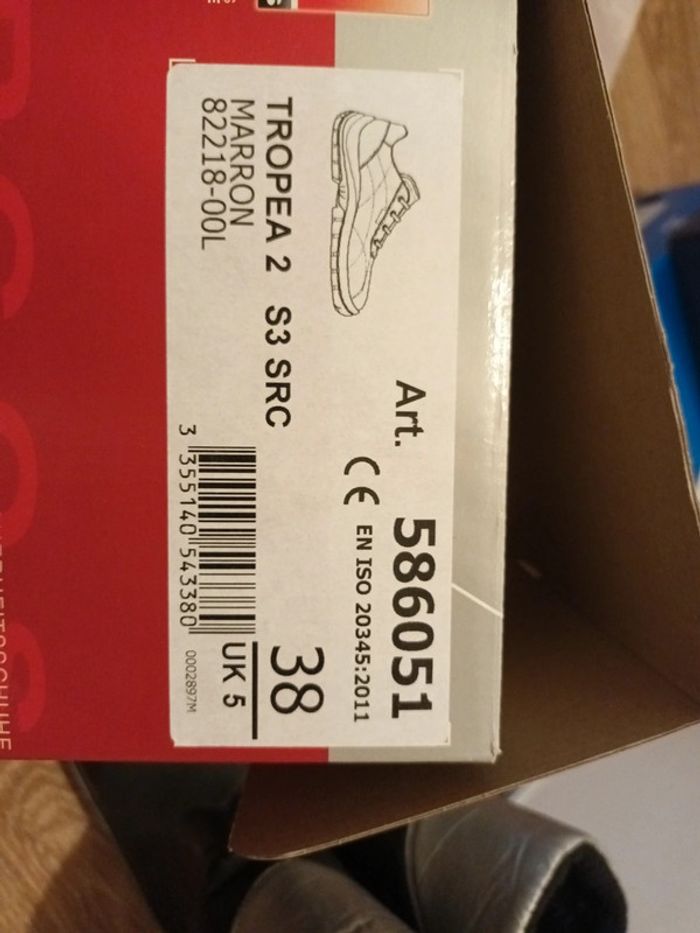 TROPEA 2 S3 SRC
MARRON
82218-00L
Art. 586051
CE EN ISO 20345:2011
38
UK 5
3 355140 543380
0002897M